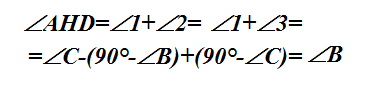 ∠AHD=∠1+∠2= ∠1+∠3=
=∠C-(90°-∠B)+(90°-∠C)= ∠B